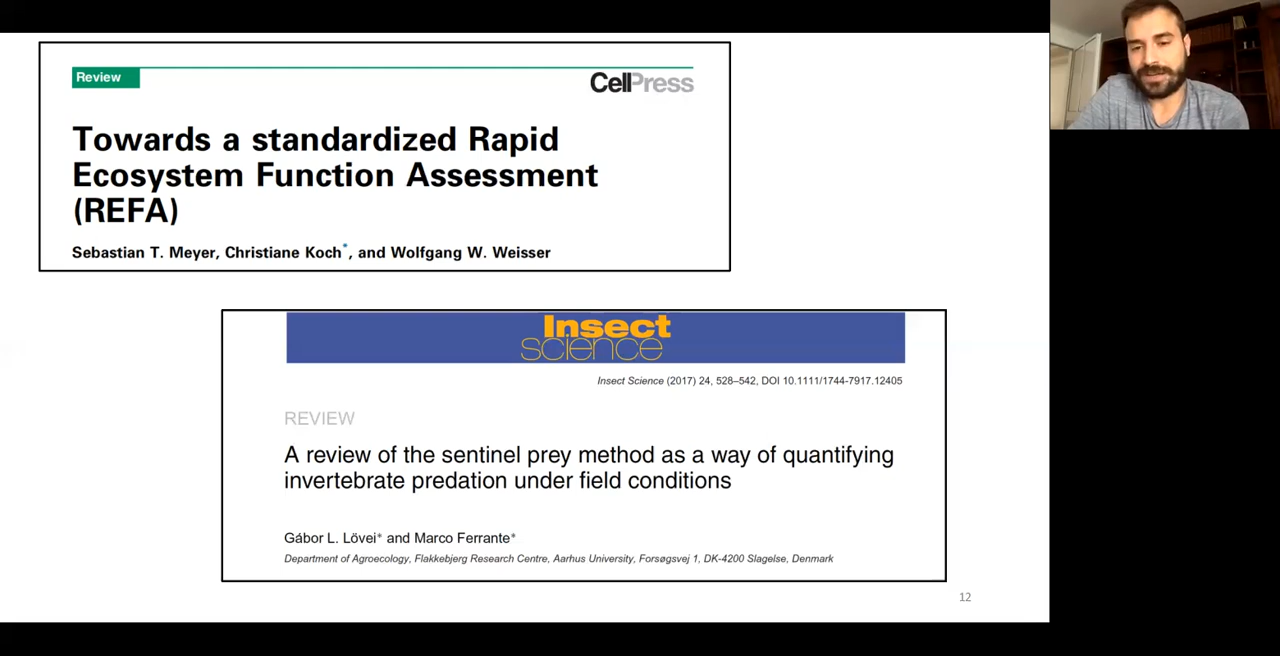 Review
CellPress
Towards a standardized Rapid
Ecosystem Function Assessment
(REFA)
Sebastian T. Meyer, Christiane Koch*, and Wolfgang W. Weisser
Insect
science
Insect Science (2017) 24, 528–542, DOI 10.1111/1744-7917.12405
REVIEW
A review of the sentinel prey method as a way of quantifying
invertebrate predation under field conditions
Gábor L. Lövei* and Marco Ferrante*
Department of Agroecology, Flakkebjerg Research Centre, Aarhus University, Forsøgsvej 1, DK-4200 Slagelse, Denmark
12